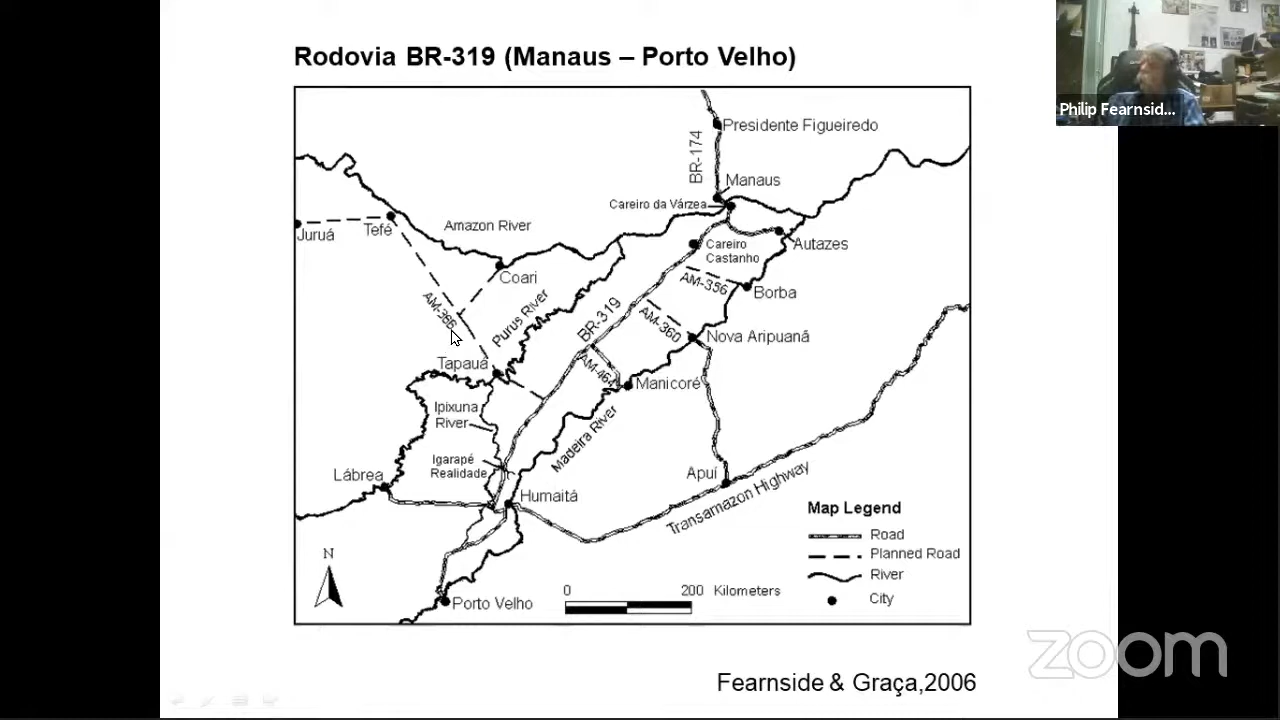 Rodovia BR-319 (Manaus – Porto Velho)
Philip Fearnsid...
Presidente Figueiredo
BR-174
Manaus
Careiro da Várzea
Juruá
Tefé
Amazon River
Autazes
Careiro
Castanho
Coari
AM-356
Borba
AM-366
Purus River
BR-319
AM-360
Nova Aripuanã
Tapauá
AM-464
Manicoré
Ipixuna
River
Madeira River
Igarapé
Realidade
Lábrea
Humaitá
Apuí
Transamazon Highway
Map Legend
Road
Planned Road
River
City
N
0 200 Kilometers
Porto Velho
zoom
Fearnside & Graça,2006